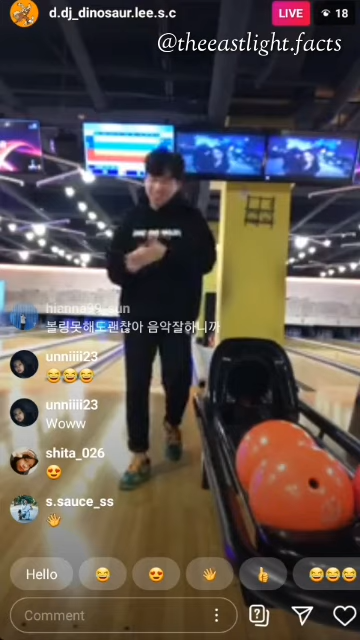 d.dj_dinosaur.lee.s.c
LIVE
18
@theeastlight.facts
hianna99_sun
볼링못해도괜찮아 음악잘하니까
unniiii23
😂😂😂
unniiii23
Woww
shita_026
😍
s.sauce_ss
👋
Hello 😅 😍 👋 👍 😂😂😂
Comment